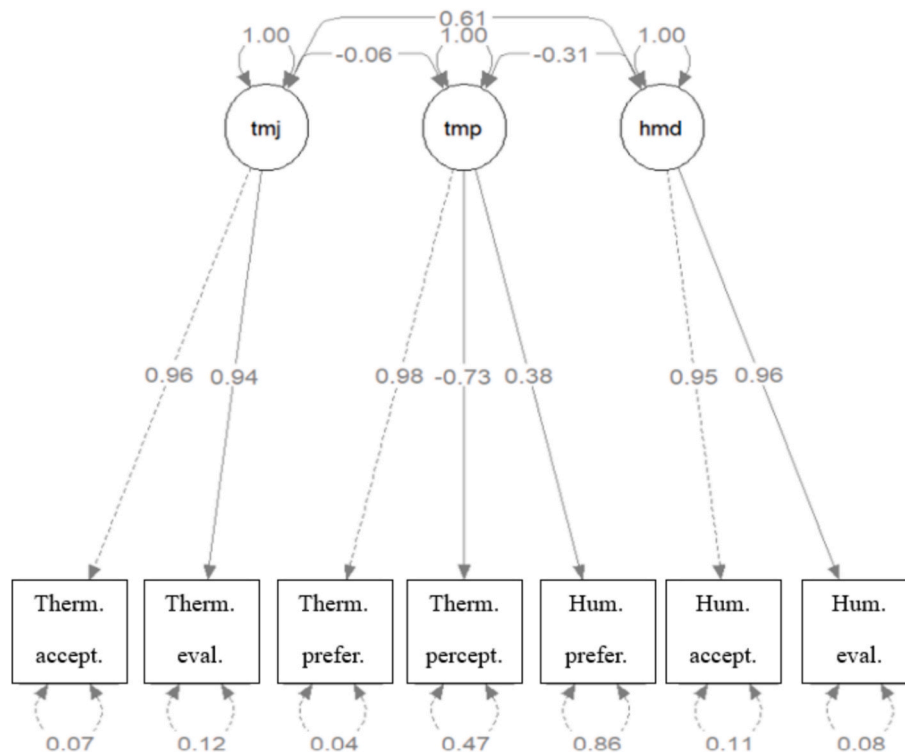 0.61
1.00 1.00 1.00
-0.06 -0.31
tmj tmp hmd
0.96 0.94 0.98 -0.73 0.38 0.95 0.96
Therm. Therm. Therm. Therm. Hum. Hum. Hum.
accept. eval. prefer. percept. prefer. accept. eval.
0.07 0.12 0.04 0.47 0.86 0.11 0.08